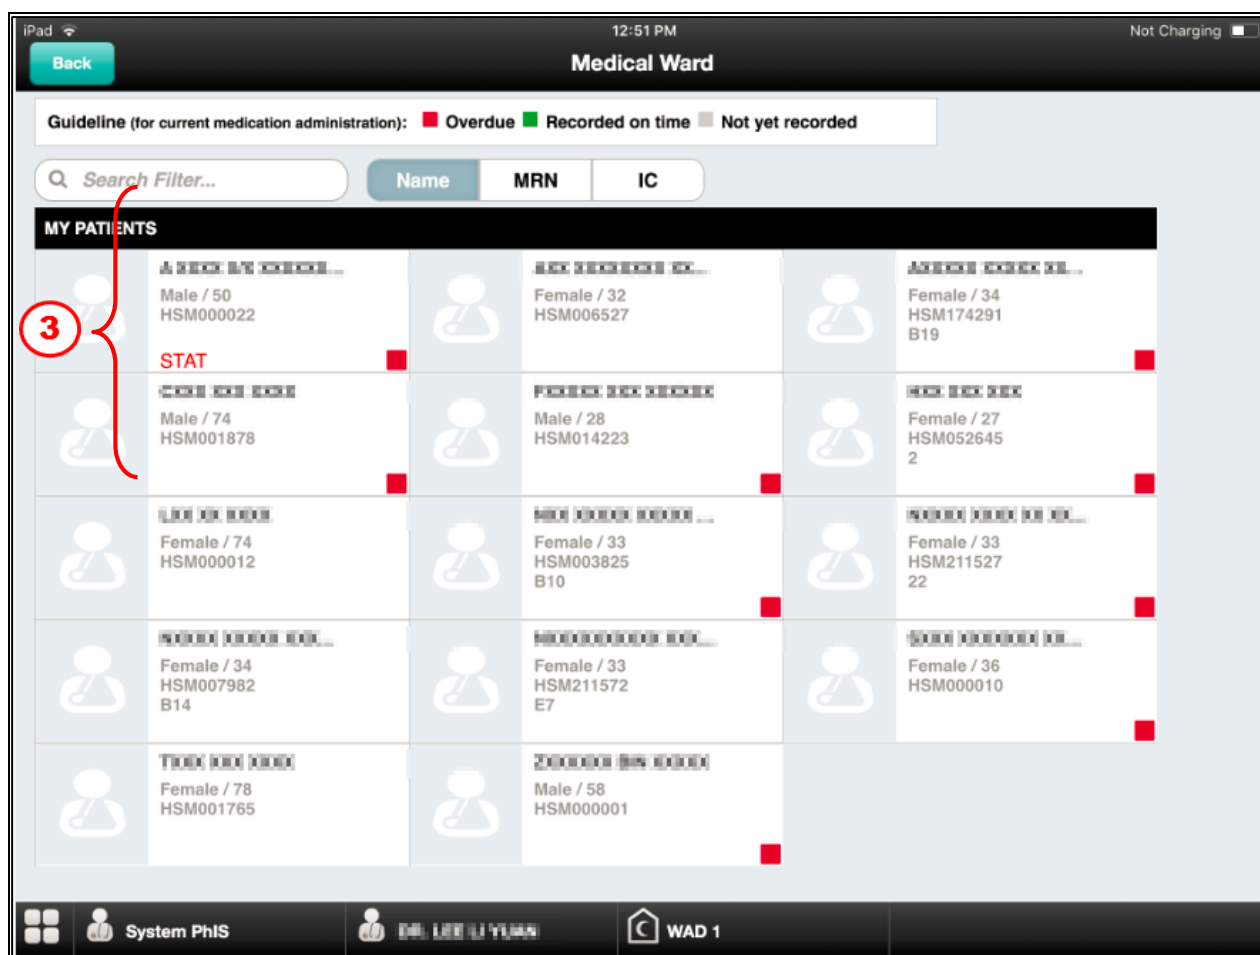 iPad 12:51 PM Not Charging
Back Medical Ward
Guideline (for current medication administration): Overdue Recorded on time Not yet recorded
Search Filter... Name MRN IC
MY PATIENTS
Male / 50
HSM000022
STAT
Female / 32
HSM006527
Female / 34
HSM174291
B19
3
Male / 74
HSM001878
Male / 28
HSM014223
Female / 27
HSM052645
2
Female / 74
HSM000012
Female / 33
HSM003825
B10
Female / 33
HSM211527
22
Female / 34
HSM007982
B14
Female / 33
HSM211572
E7
Female / 36
HSM000010
Female / 78
HSM001765
Male / 58
HSM000001
System PhIS WAD 1